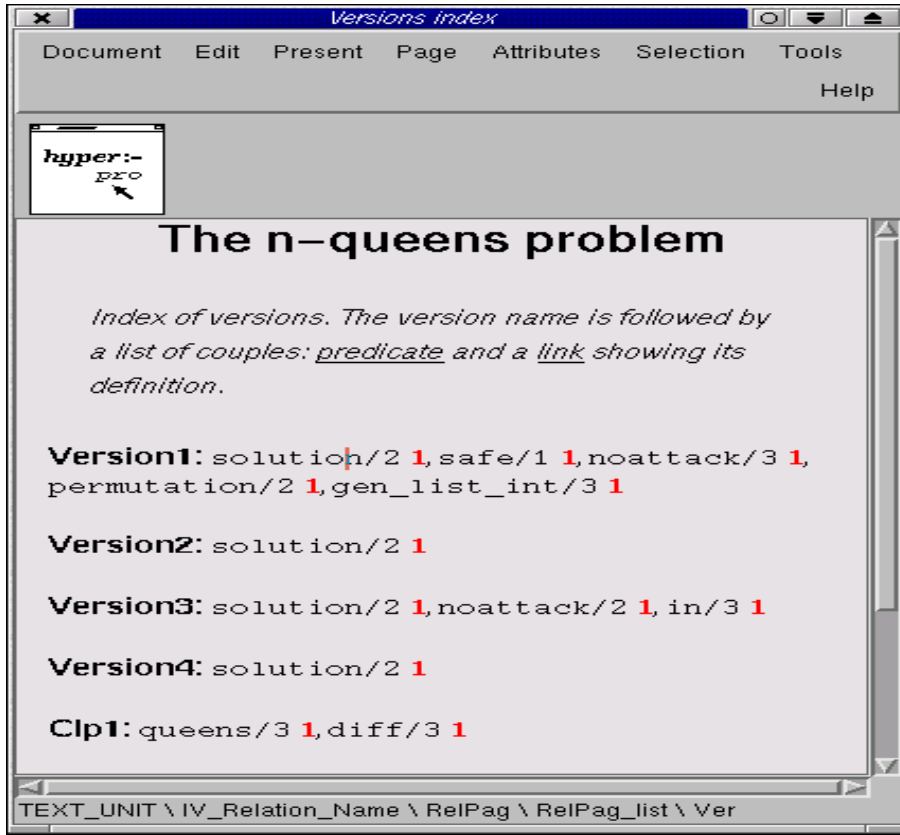 Versions index
Document Edit Present Page Attributes Selection Tools
Help
hyper:-
pro
The n-queens problem
Index of versions. The version name is followed by
a list of couples: predicate and a link showing its
definition.
Version1: solution/2 1, safe/1 1, noattack/3 1,
permutation/2 1, gen_list_int/3 1
Version2: solution/2 1
Version3: solution/2 1, noattack/2 1, in/3 1
Version4: solution/2 1
Clp1: queens/3 1, diff/3 1
TEXT_UNIT \ IV_Relation_Name \ RelPag \ RelPag_list \ Ver